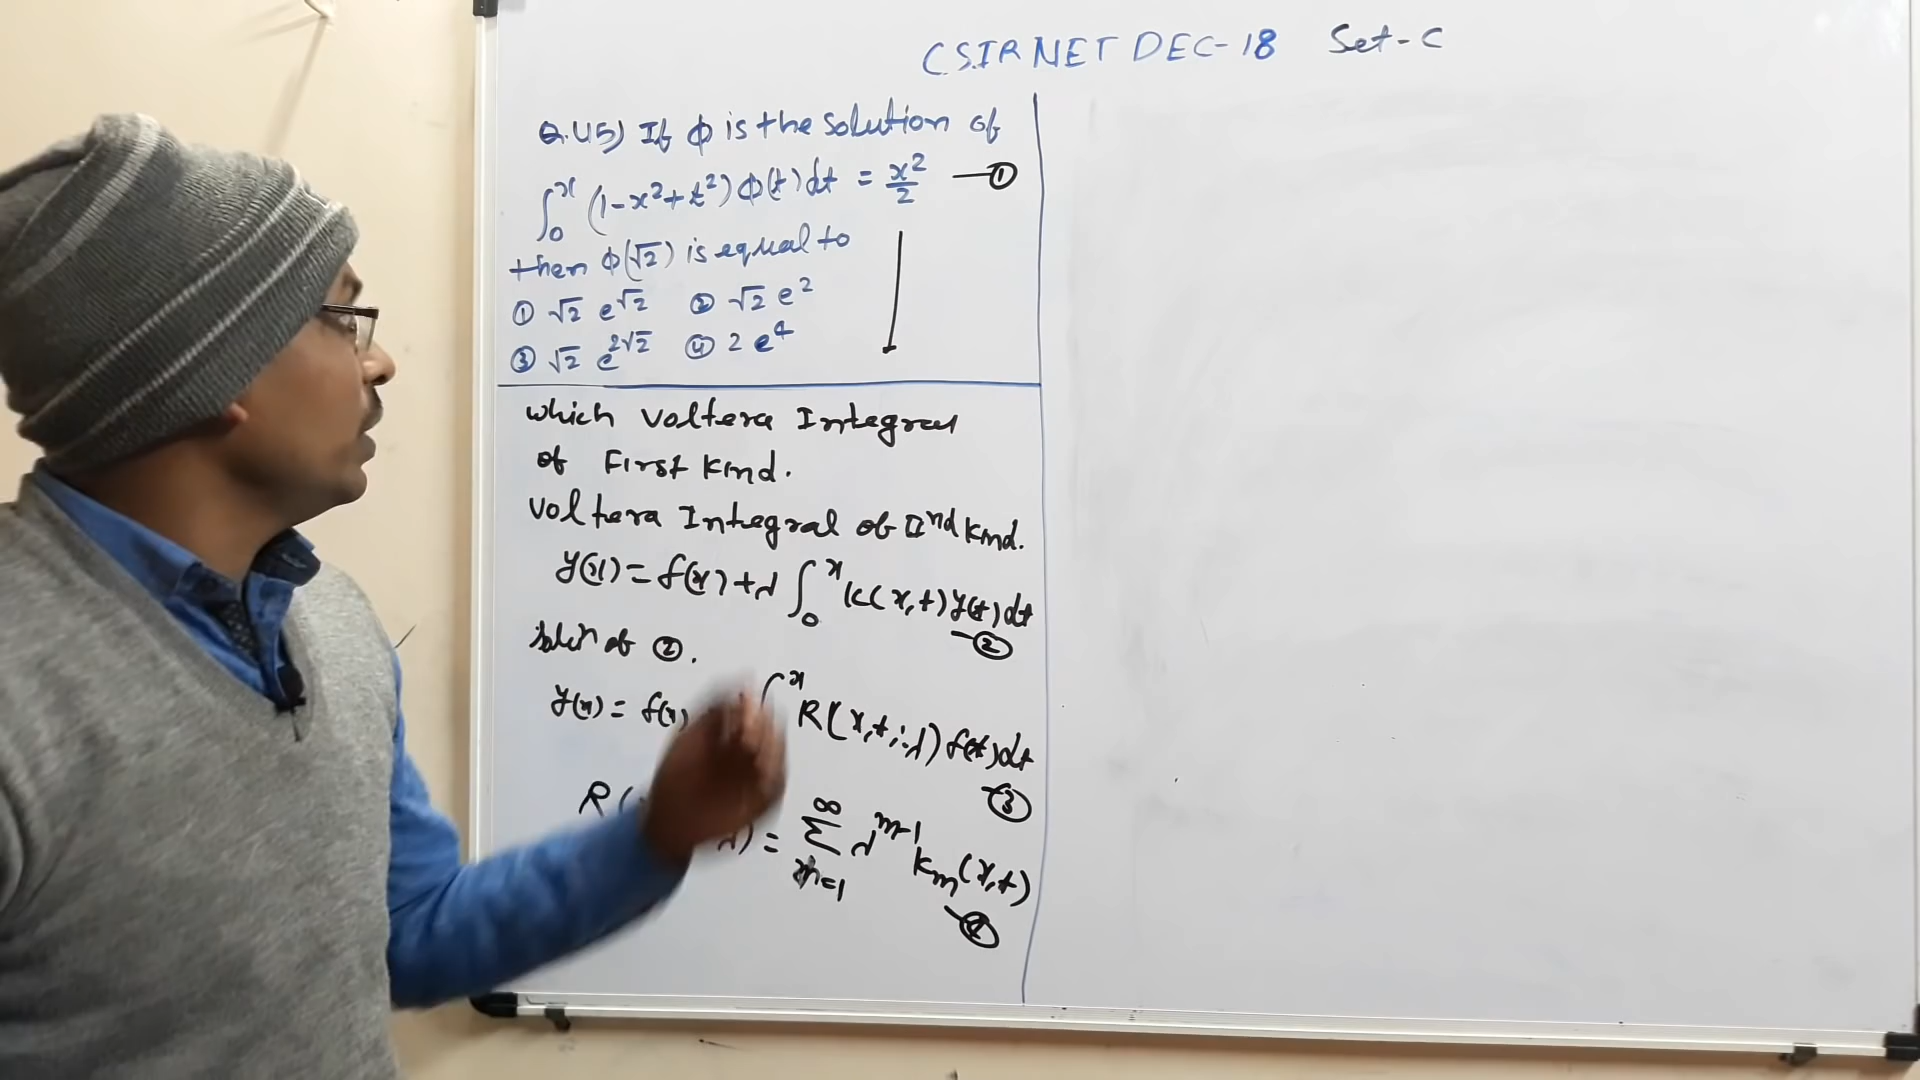 CSIR NET DEC-18 Set-C
Q.45) If φ is the solution of
∫₀ˣ (1-x²+t²) φ(t) dt = x²/2 —①
then φ(√2) is equal to
① √2 e^√2 ② √2 e²
③ √2 e^2√2 ④ 2 e⁴
which voltera Integral
of First Kind.
voltera Integral of IInd Kind.
y(x) = f(x) + λ ∫₀ˣ K(x,t) y(t) dt
—②
soln of ②.
y(x) = f(x) ∫ˣ R(x,t;λ) f(t) dt
—③
R( λ) = ∑_{m=1}^{∞} λ^{m-1} K_m(x,t)
—④